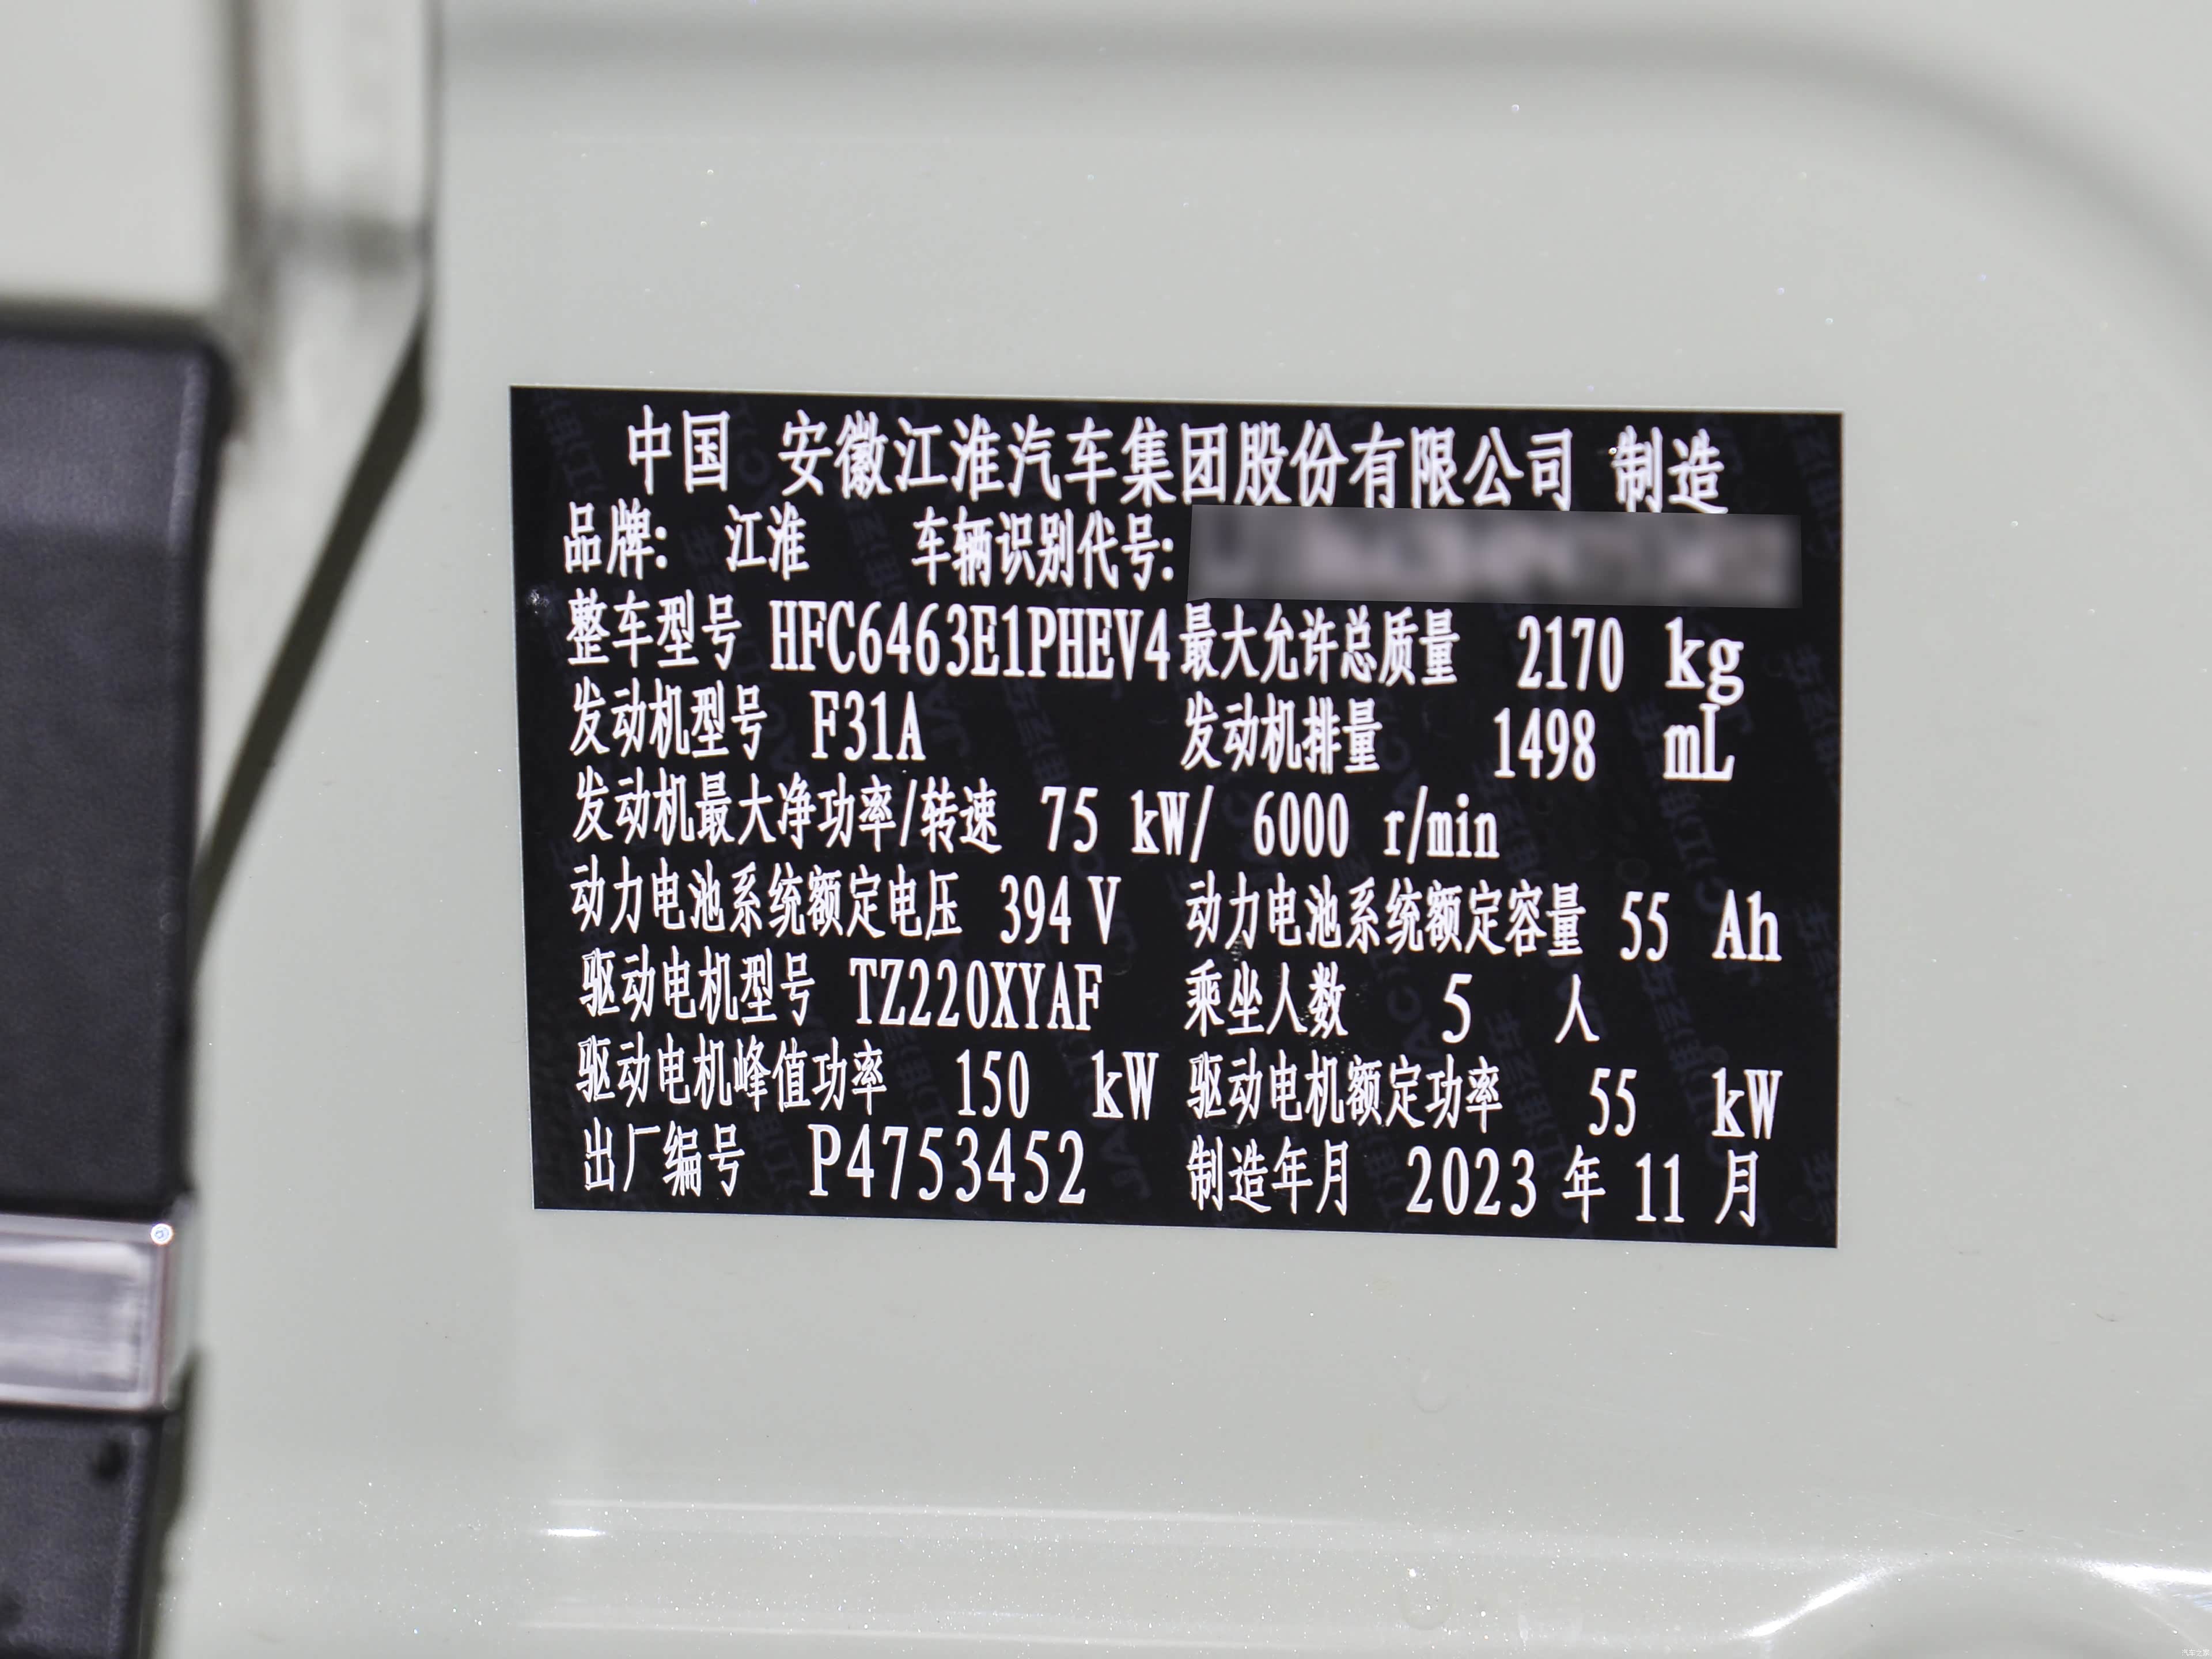 中国 安徽江淮汽车集团股份有限公司 制造
品牌: 江淮 车辆识别代号:
整车型号 HFC6463E1PHEV4 最大允许总质量 2170 kg
发动机型号 F31A 发动机排量 1498 mL
发动机最大净功率/转速 75 kW/ 6000 r/min
动力电池系统额定电压 394 V 动力电池系统额定容量 55 Ah
驱动电机型号 TZ220XYAF 乘坐人数 5 人
驱动电机峰值功率 150 kW 驱动电机额定功率 55 kW
出厂编号 P4753452 制造年月 2023 年 11 月
汽车之家